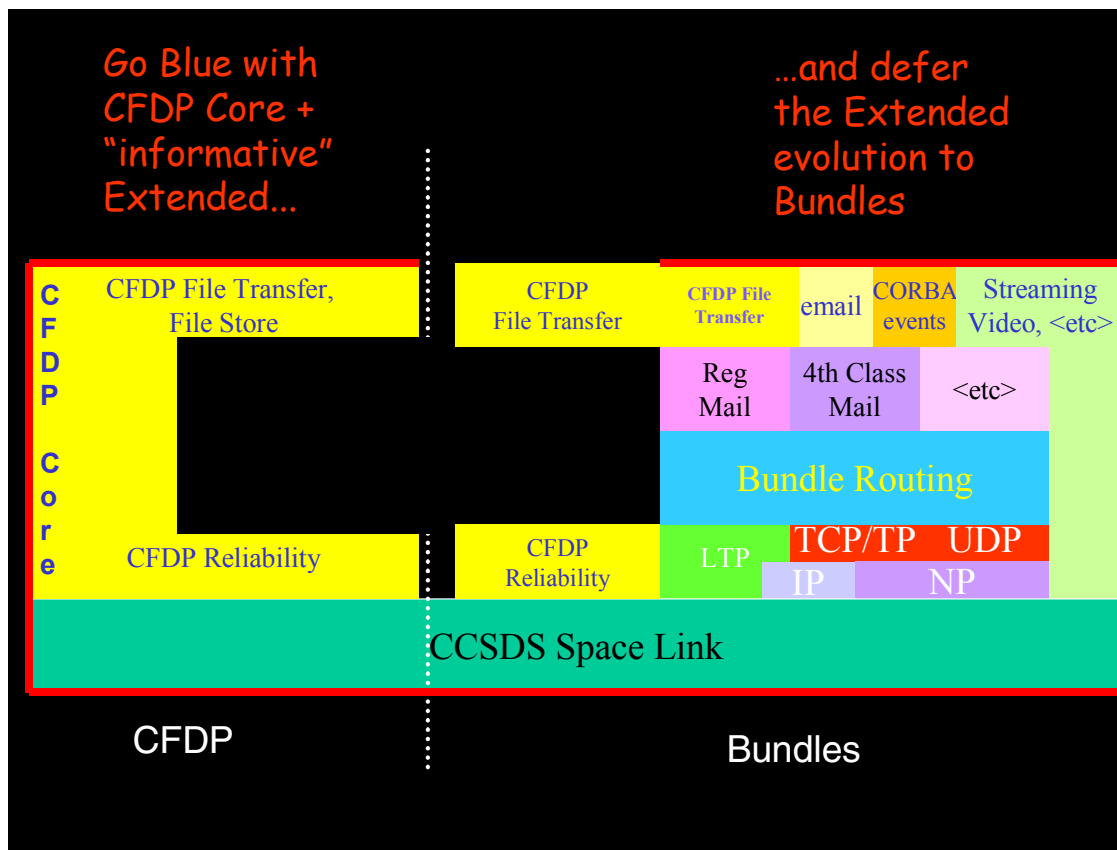 Go Blue with
CFDP Core +
“informative”
Extended...
...and defer
the Extended
evolution to
Bundles
CFDP Core
CFDP File Transfer,
File Store
CFDP Reliability
CFDP
File Transfer
CFDP
Reliability
CFDP File
Transfer
email
CORBA
events
Streaming
Video, <etc>
Reg
Mail
4th Class
Mail
<etc>
Bundle Routing
LTP
TCP/TP UDP
IP
NP
CCSDS Space Link
CFDP
Bundles